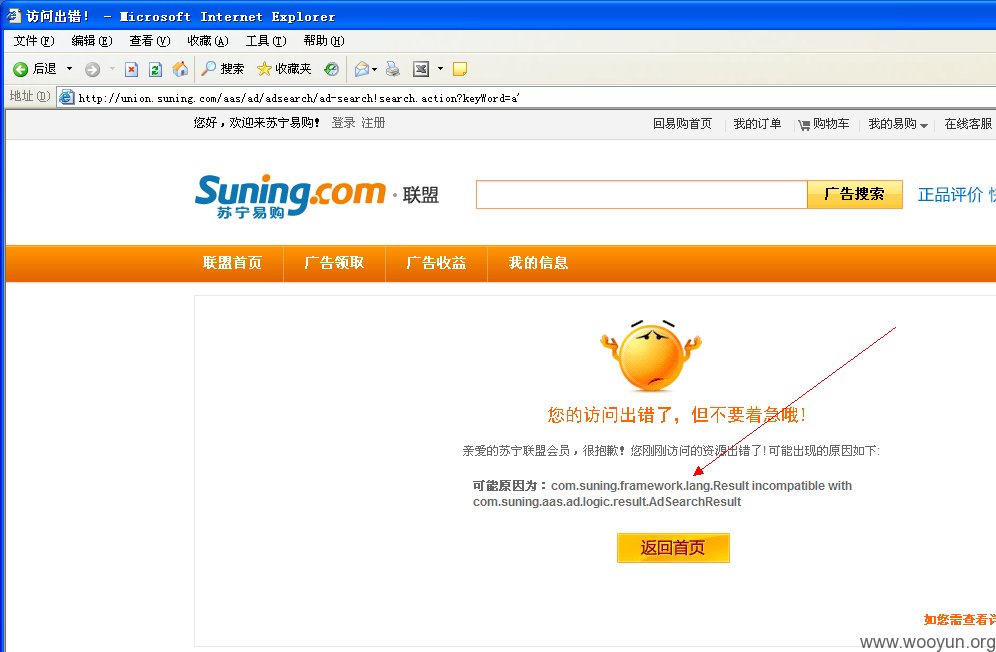 访问出错! - Microsoft Internet Explorer
文件(F) 编辑(E) 查看(V) 收藏(A) 工具(T) 帮助(H)
后退 搜索 收藏夹
地址(D) http://union.suning.com/aas/ad/adsearch/ad-search!search.action?keyWord=a'
您好，欢迎来苏宁易购! 登录 注册 回易购首页 我的订单 购物车 我的易购 在线客服
Suning.com · 联盟 广告搜索 正品评价
苏宁易购
联盟首页 广告领取 广告收益 我的信息
您的访问出错了，但不要着急哦!
亲爱的苏宁联盟会员，很抱歉! 您刚刚访问的资源出错了! 可能出现的原因如下:
可能原因为：com.suning.framework.lang.Result incompatible with
com.suning.aas.ad.logic.result.AdSearchResult
返回首页
如您需查看
www.wooyun.org